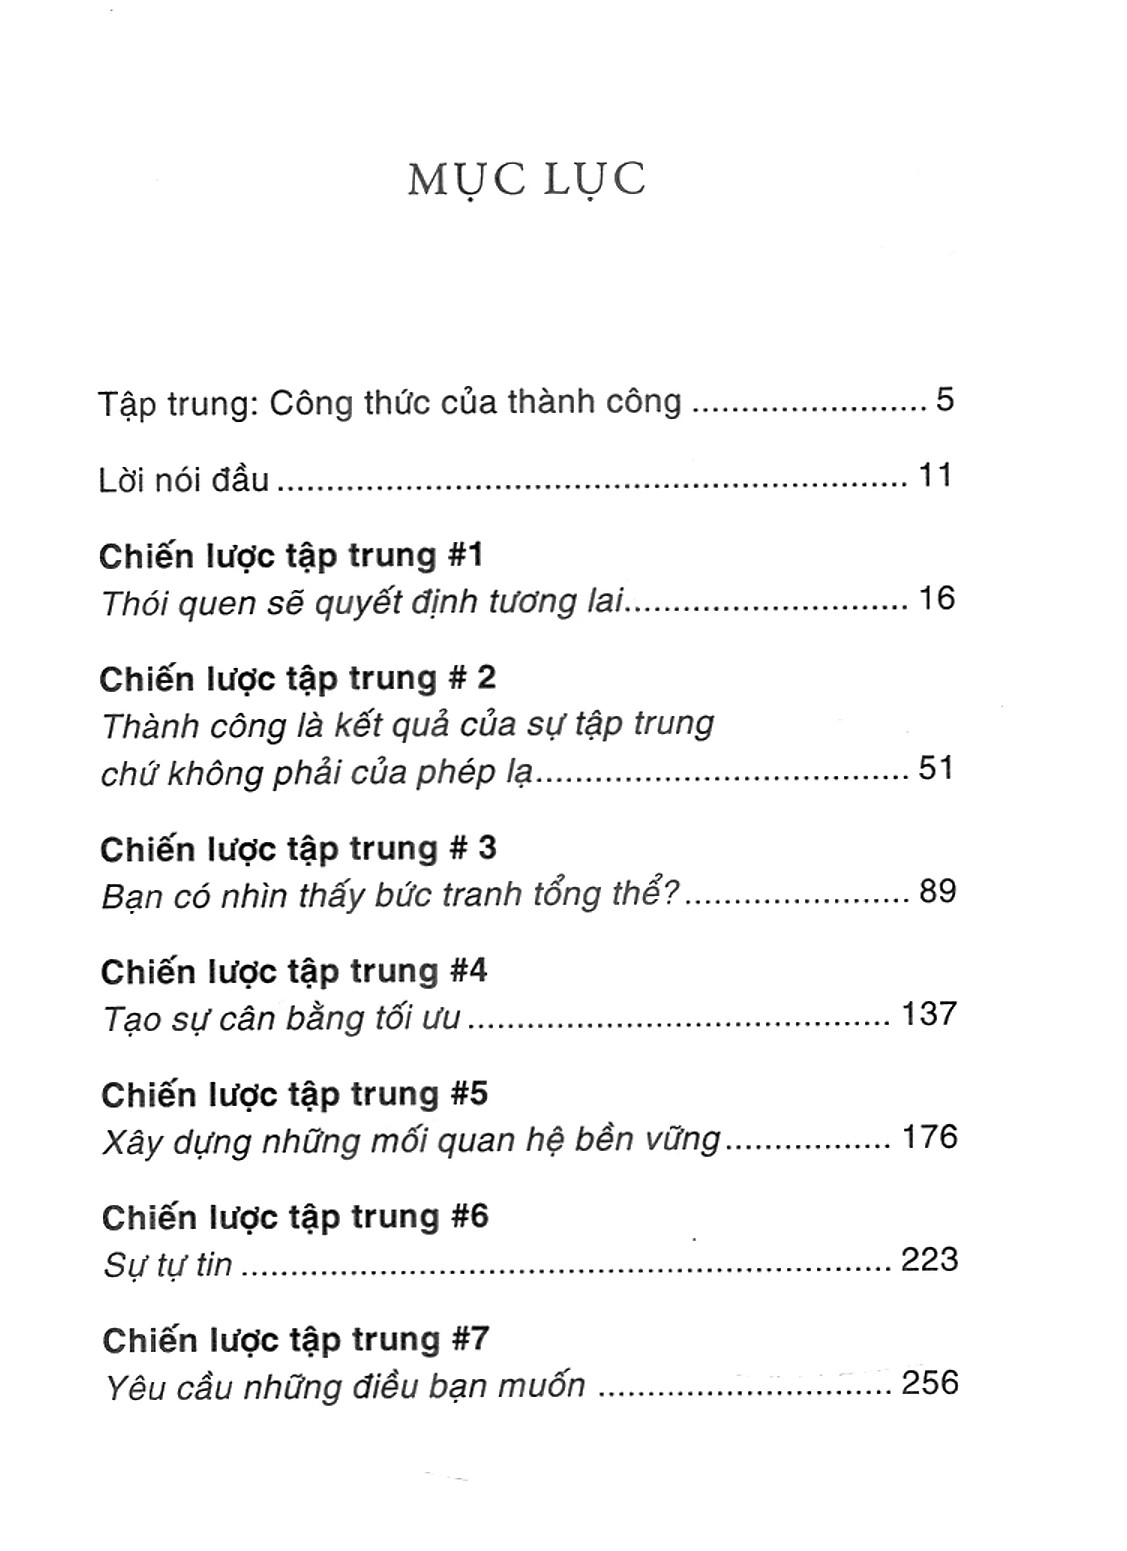 MỤC LỤC
Tập trung: Công thức của thành công ........................ 5
Lời nói đầu ................................................................ 11
Chiến lược tập trung #1
Thói quen sẽ quyết định tương lai............................. 16
Chiến lược tập trung # 2
Thành công là kết quả của sự tập trung
chứ không phải của phép lạ...................................... 51
Chiến lược tập trung # 3
Bạn có nhìn thấy bức tranh tổng thể?....................... 89
Chiến lược tập trung #4
Tạo sự cân bằng tối ưu ........................................... 137
Chiến lược tập trung #5
Xây dựng những mối quan hệ bền vững................. 176
Chiến lược tập trung #6
Sự tự tin .................................................................. 223
Chiến lược tập trung #7
Yêu cầu những điều bạn muốn .............................. 256